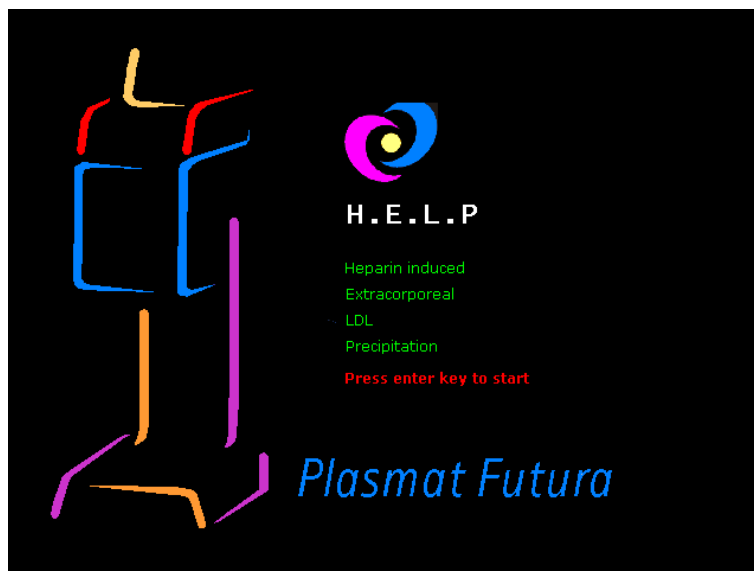 H.E.L.P
Heparin induced
Extracorporeal
LDL
Precipitation
Press enter key to start
Plasmat Futura